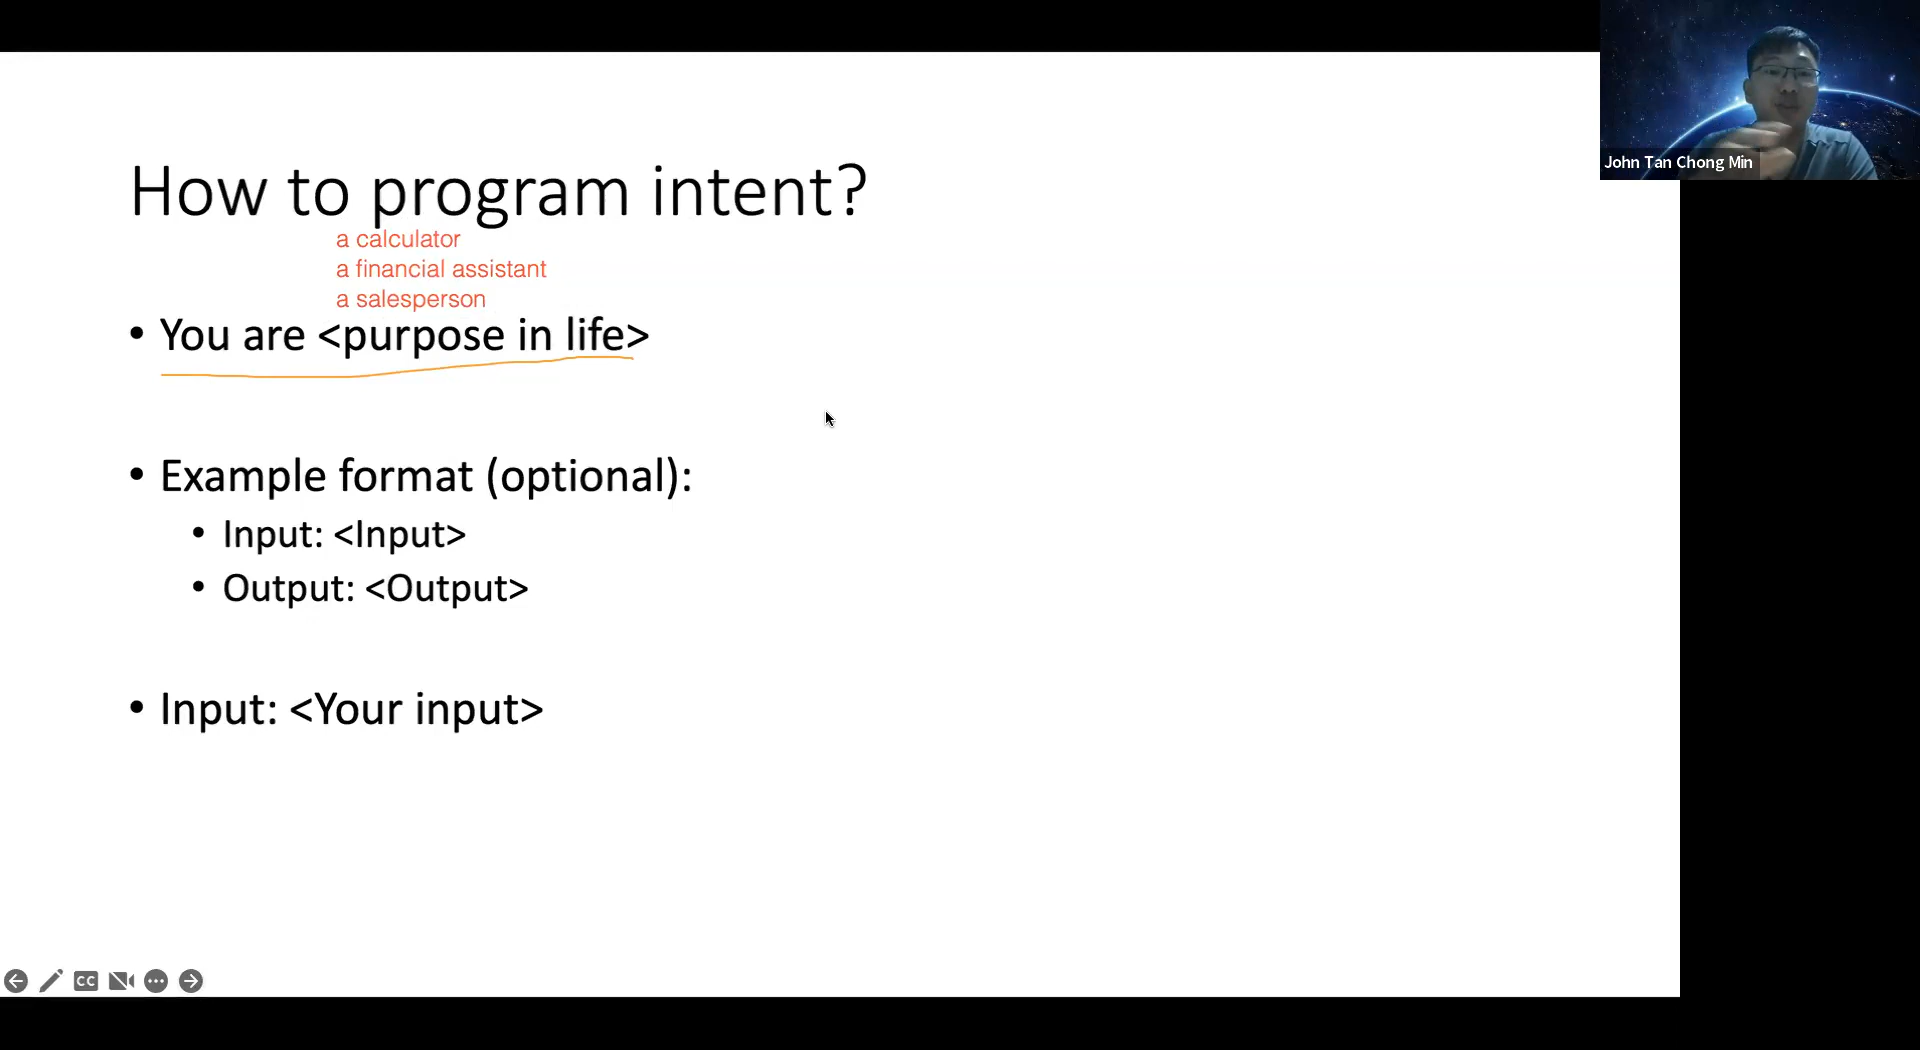 John Tan Chong Min
How to program intent?
a calculator
a financial assistant
a salesperson
• You are <purpose in life>
• Example format (optional):
• Input: <Input>
• Output: <Output>
• Input: <Your input>
CC